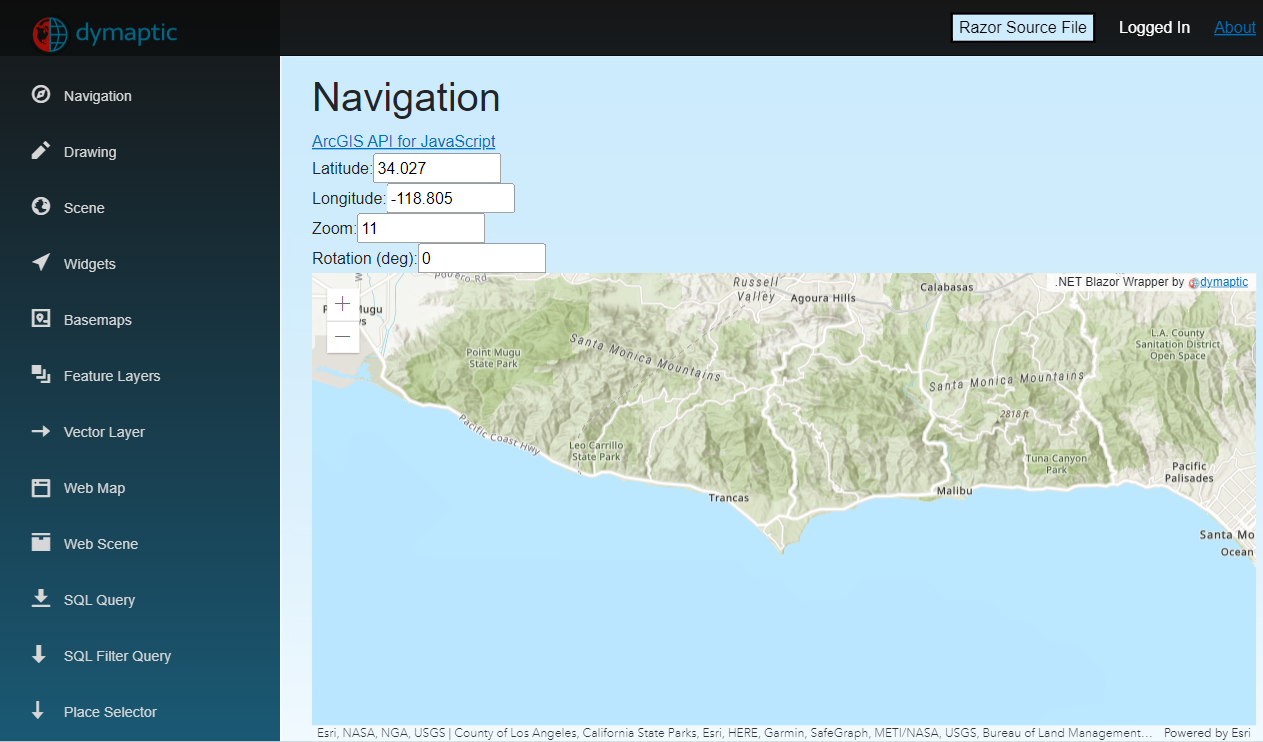 dymaptic
Razor Source File
Logged In
About
Navigation
Drawing
Scene
Widgets
Basemaps
Feature Layers
Vector Layer
Web Map
Web Scene
SQL Query
SQL Filter Query
Place Selector
Navigation
ArcGIS API for JavaScript
Latitude: 34.027
Longitude: -118.805
Zoom: 11
Rotation (deg): 0
.NET Blazor Wrapper by dymaptic
Russell
Valley
Agoura Hills
Calabasas
Mugu
Point Mugu
State Park
Santa Monica Mountains
L.A. County
Sanitation District
Open Space
Santa Monica Mountains
2818 ft
Pacific Coast Hwy
Leo Carrillo
State Park
Tuna Canyon
Park
Pacific
Palisades
Trancas
Malibu
Santa Mo
Ocean
Esri, NASA, NGA, USGS | County of Los Angeles, California State Parks, Esri, HERE, Garmin, SafeGraph, METI/NASA, USGS, Bureau of Land Management...
Powered by Esri